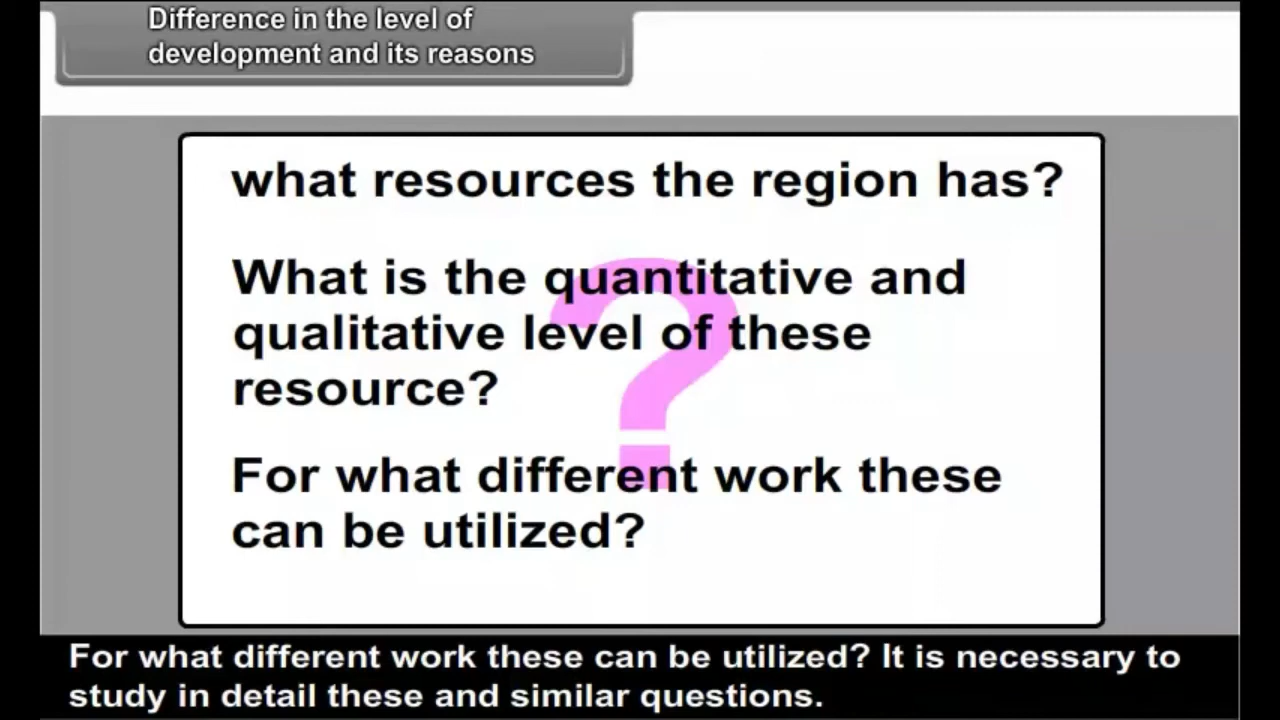 Difference in the level of
development and its reasons
what resources the region has?
What is the quantitative and
qualitative level of these
resource?
For what different work these
can be utilized?
For what different work these can be utilized? It is necessary to
study in detail these and similar questions.